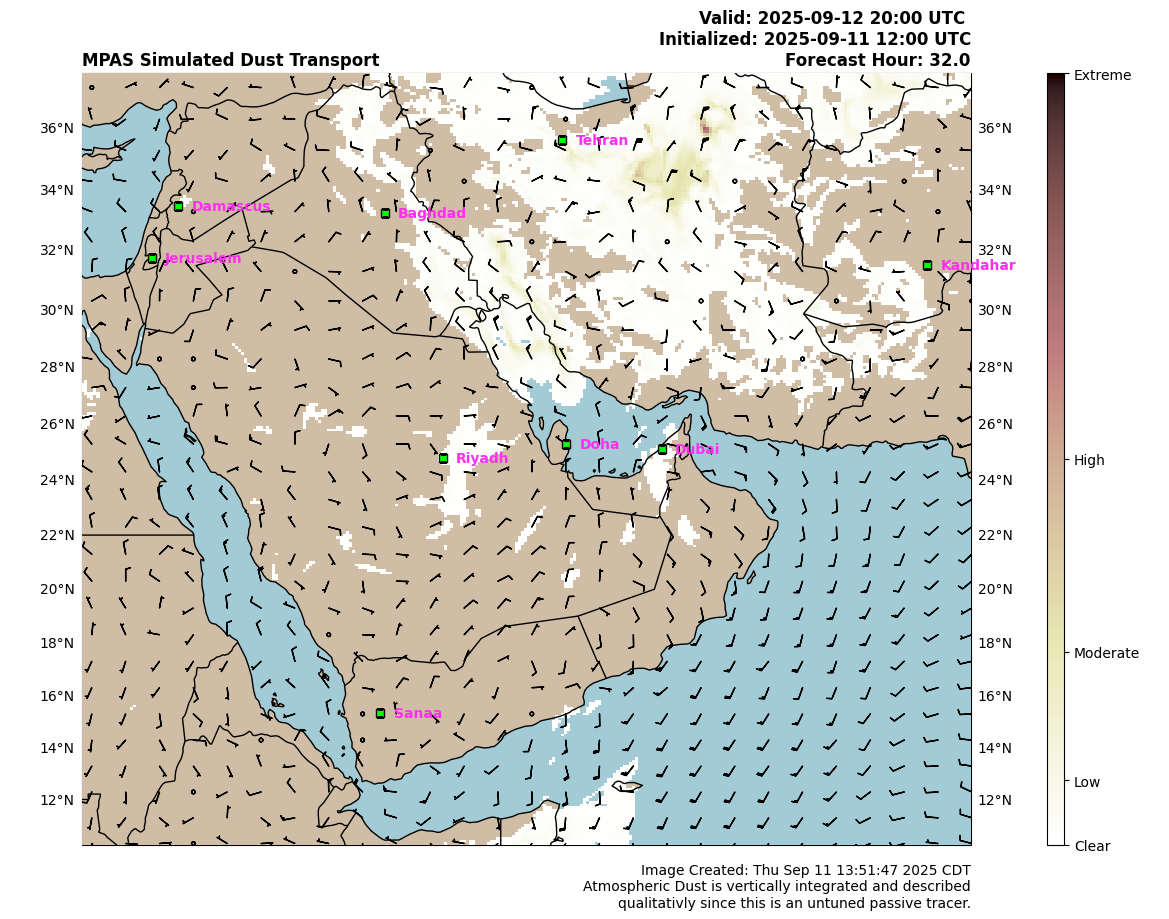 Valid: 2025-09-12 20:00 UTC
Initialized: 2025-09-11 12:00 UTC
MPAS Simulated Dust Transport Forecast Hour: 32.0
Extreme
36°N 36°N
Tehran
34°N 34°N
Damascus
Baghdad
32°N 32°N
Jerusalem
Kandahar
30°N 30°N
28°N 28°N
26°N 26°N
Doha
Dubai
Riyadh
High
24°N 24°N
22°N 22°N
20°N 20°N
18°N 18°N
Moderate
16°N 16°N
Sanaa
14°N 14°N
Low
12°N 12°N
Clear
Image Created: Thu Sep 11 13:51:47 2025 CDT
Atmospheric Dust is vertically integrated and described
qualitativly since this is an untuned passive tracer.